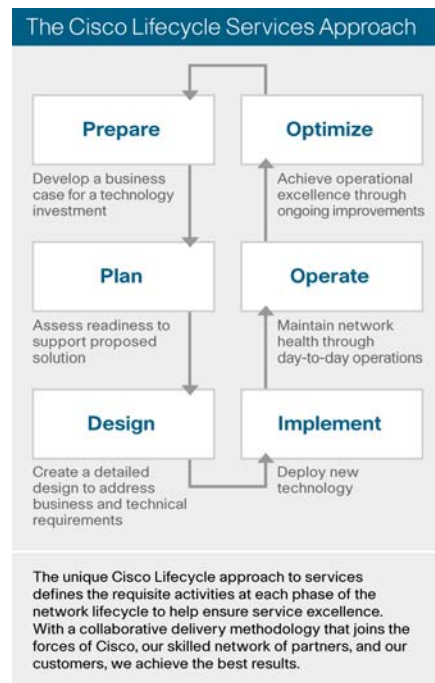 The Cisco Lifecycle Services Approach
Prepare
Develop a business
case for a technology
investment
Plan
Assess readiness to
support proposed
solution
Design
Create a detailed
design to address
business and technical
requirements
Implement
Deploy new
technology
Operate
Maintain network
health through
day-to-day operations
Optimize
Achieve operational
excellence through
ongoing improvements
The unique Cisco Lifecycle approach to services
defines the requisite activities at each phase of the
network lifecycle to help ensure service excellence.
With a collaborative delivery methodology that joins the
forces of Cisco, our skilled network of partners, and our
customers, we achieve the best results.